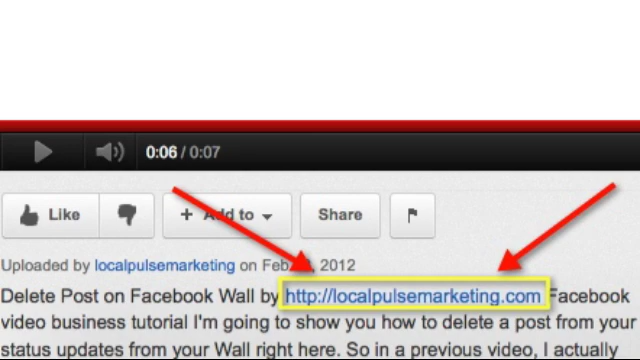 0:06 / 0:07
Like + Add to Share
Uploaded by localpulsemarketing on Feb 2012
Delete Post on Facebook Wall by http://localpulsemarketing.com Facebook
video business tutorial I'm going to show you how to delete a post from your
status updates from your Wall right here. So in a previous video, I actually